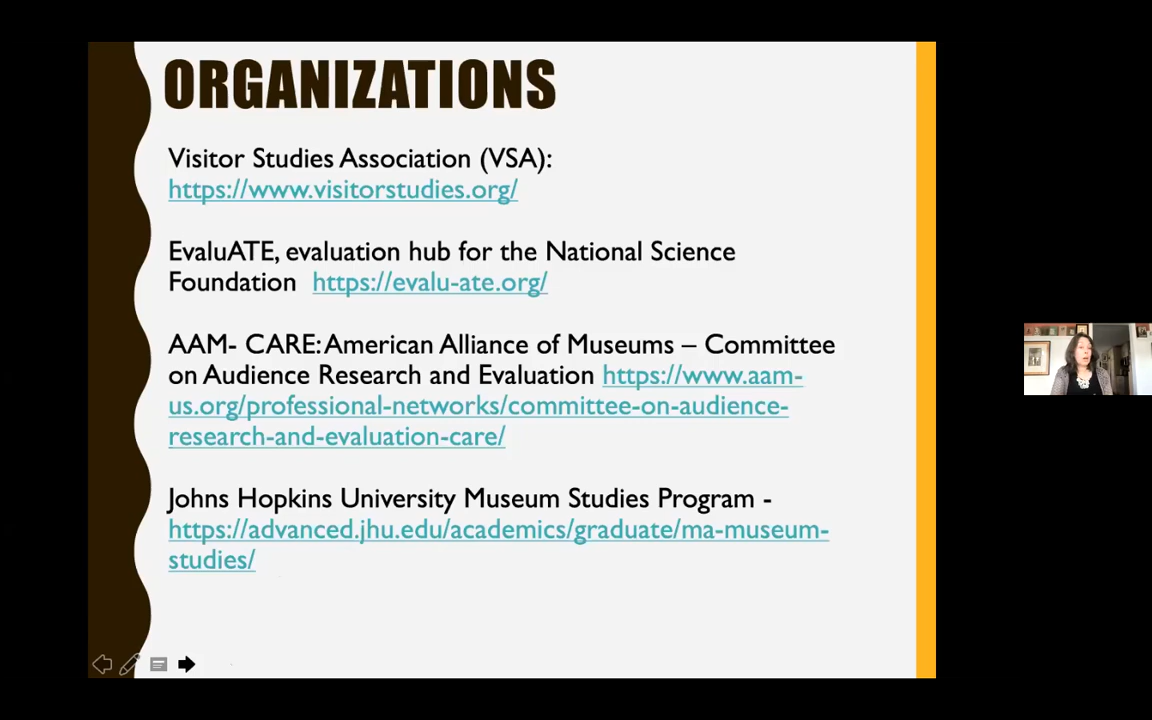 ORGANIZATIONS
Visitor Studies Association (VSA):
https://www.visitorstudies.org/
EvaluATE, evaluation hub for the National Science
Foundation https://evalu-ate.org/
AAM- CARE: American Alliance of Museums – Committee
on Audience Research and Evaluation https://www.aam-
us.org/professional-networks/committee-on-audience-
research-and-evaluation-care/
Johns Hopkins University Museum Studies Program -
https://advanced.jhu.edu/academics/graduate/ma-museum-
studies/